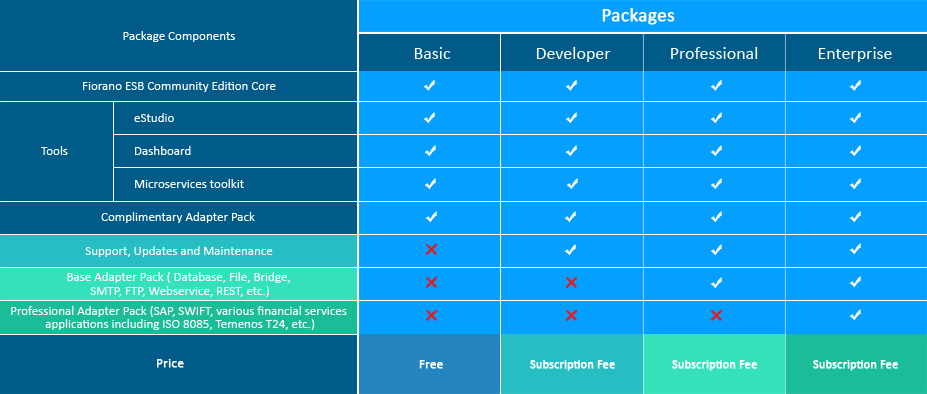 Package Components
Packages
Basic
Developer
Professional
Enterprise
Fiorano ESB Community Edition Core
Tools
eStudio
Dashboard
Microservices toolkit
Complimentary Adapter Pack
Support, Updates and Maintenance
Base Adapter Pack ( Database, File, Bridge,
SMTP, FTP, Webservice, REST, etc.)
Professional Adapter Pack (SAP, SWIFT, various financial services
applications including ISO 8085, Temenos T24, etc.)
Price
Free
Subscription Fee
Subscription Fee
Subscription Fee